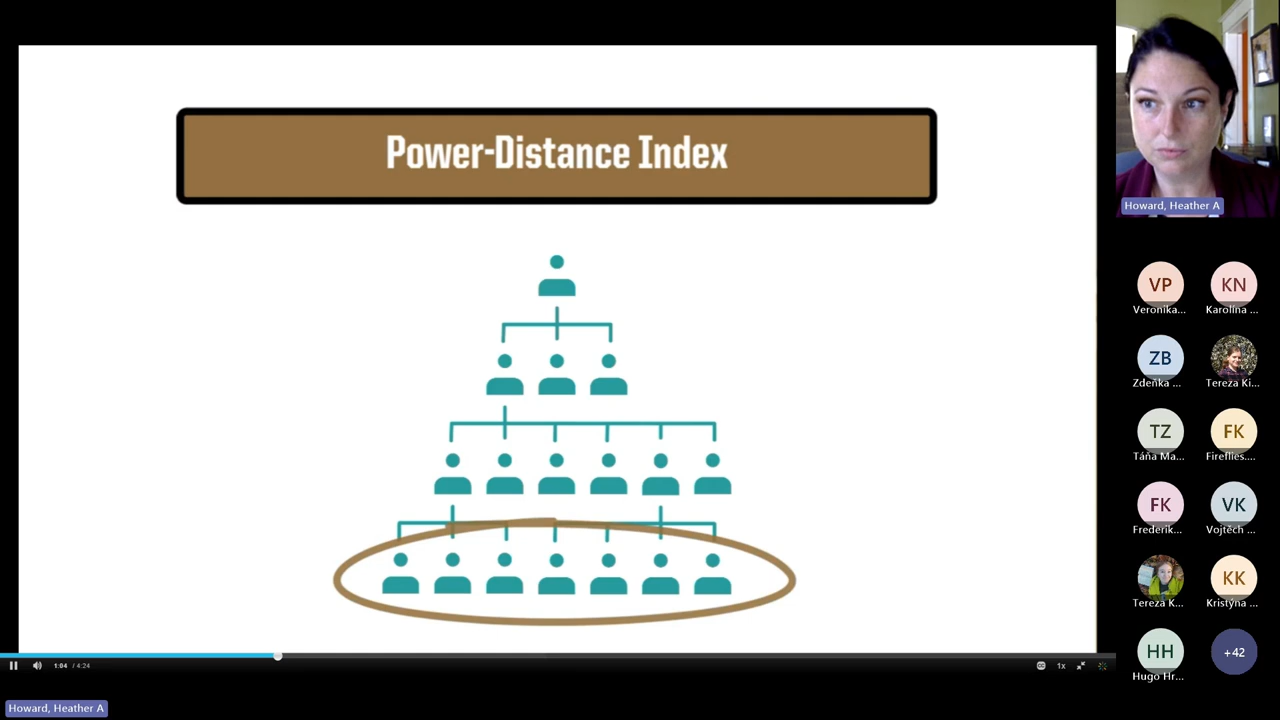 Power-Distance Index
Howard, Heather A
VP
KN
Veronika...
Karolína ...
ZB
Zdeňka ...
Tereza Ki...
TZ
FK
Táňa Ma...
Fireflies....
FK
VK
Frederik...
Vojtěch ...
KK
Tereza K...
Kristýna ...
HH
+42
Hugo Hr...
1:04 / 4:24
CC
1x
Howard, Heather A